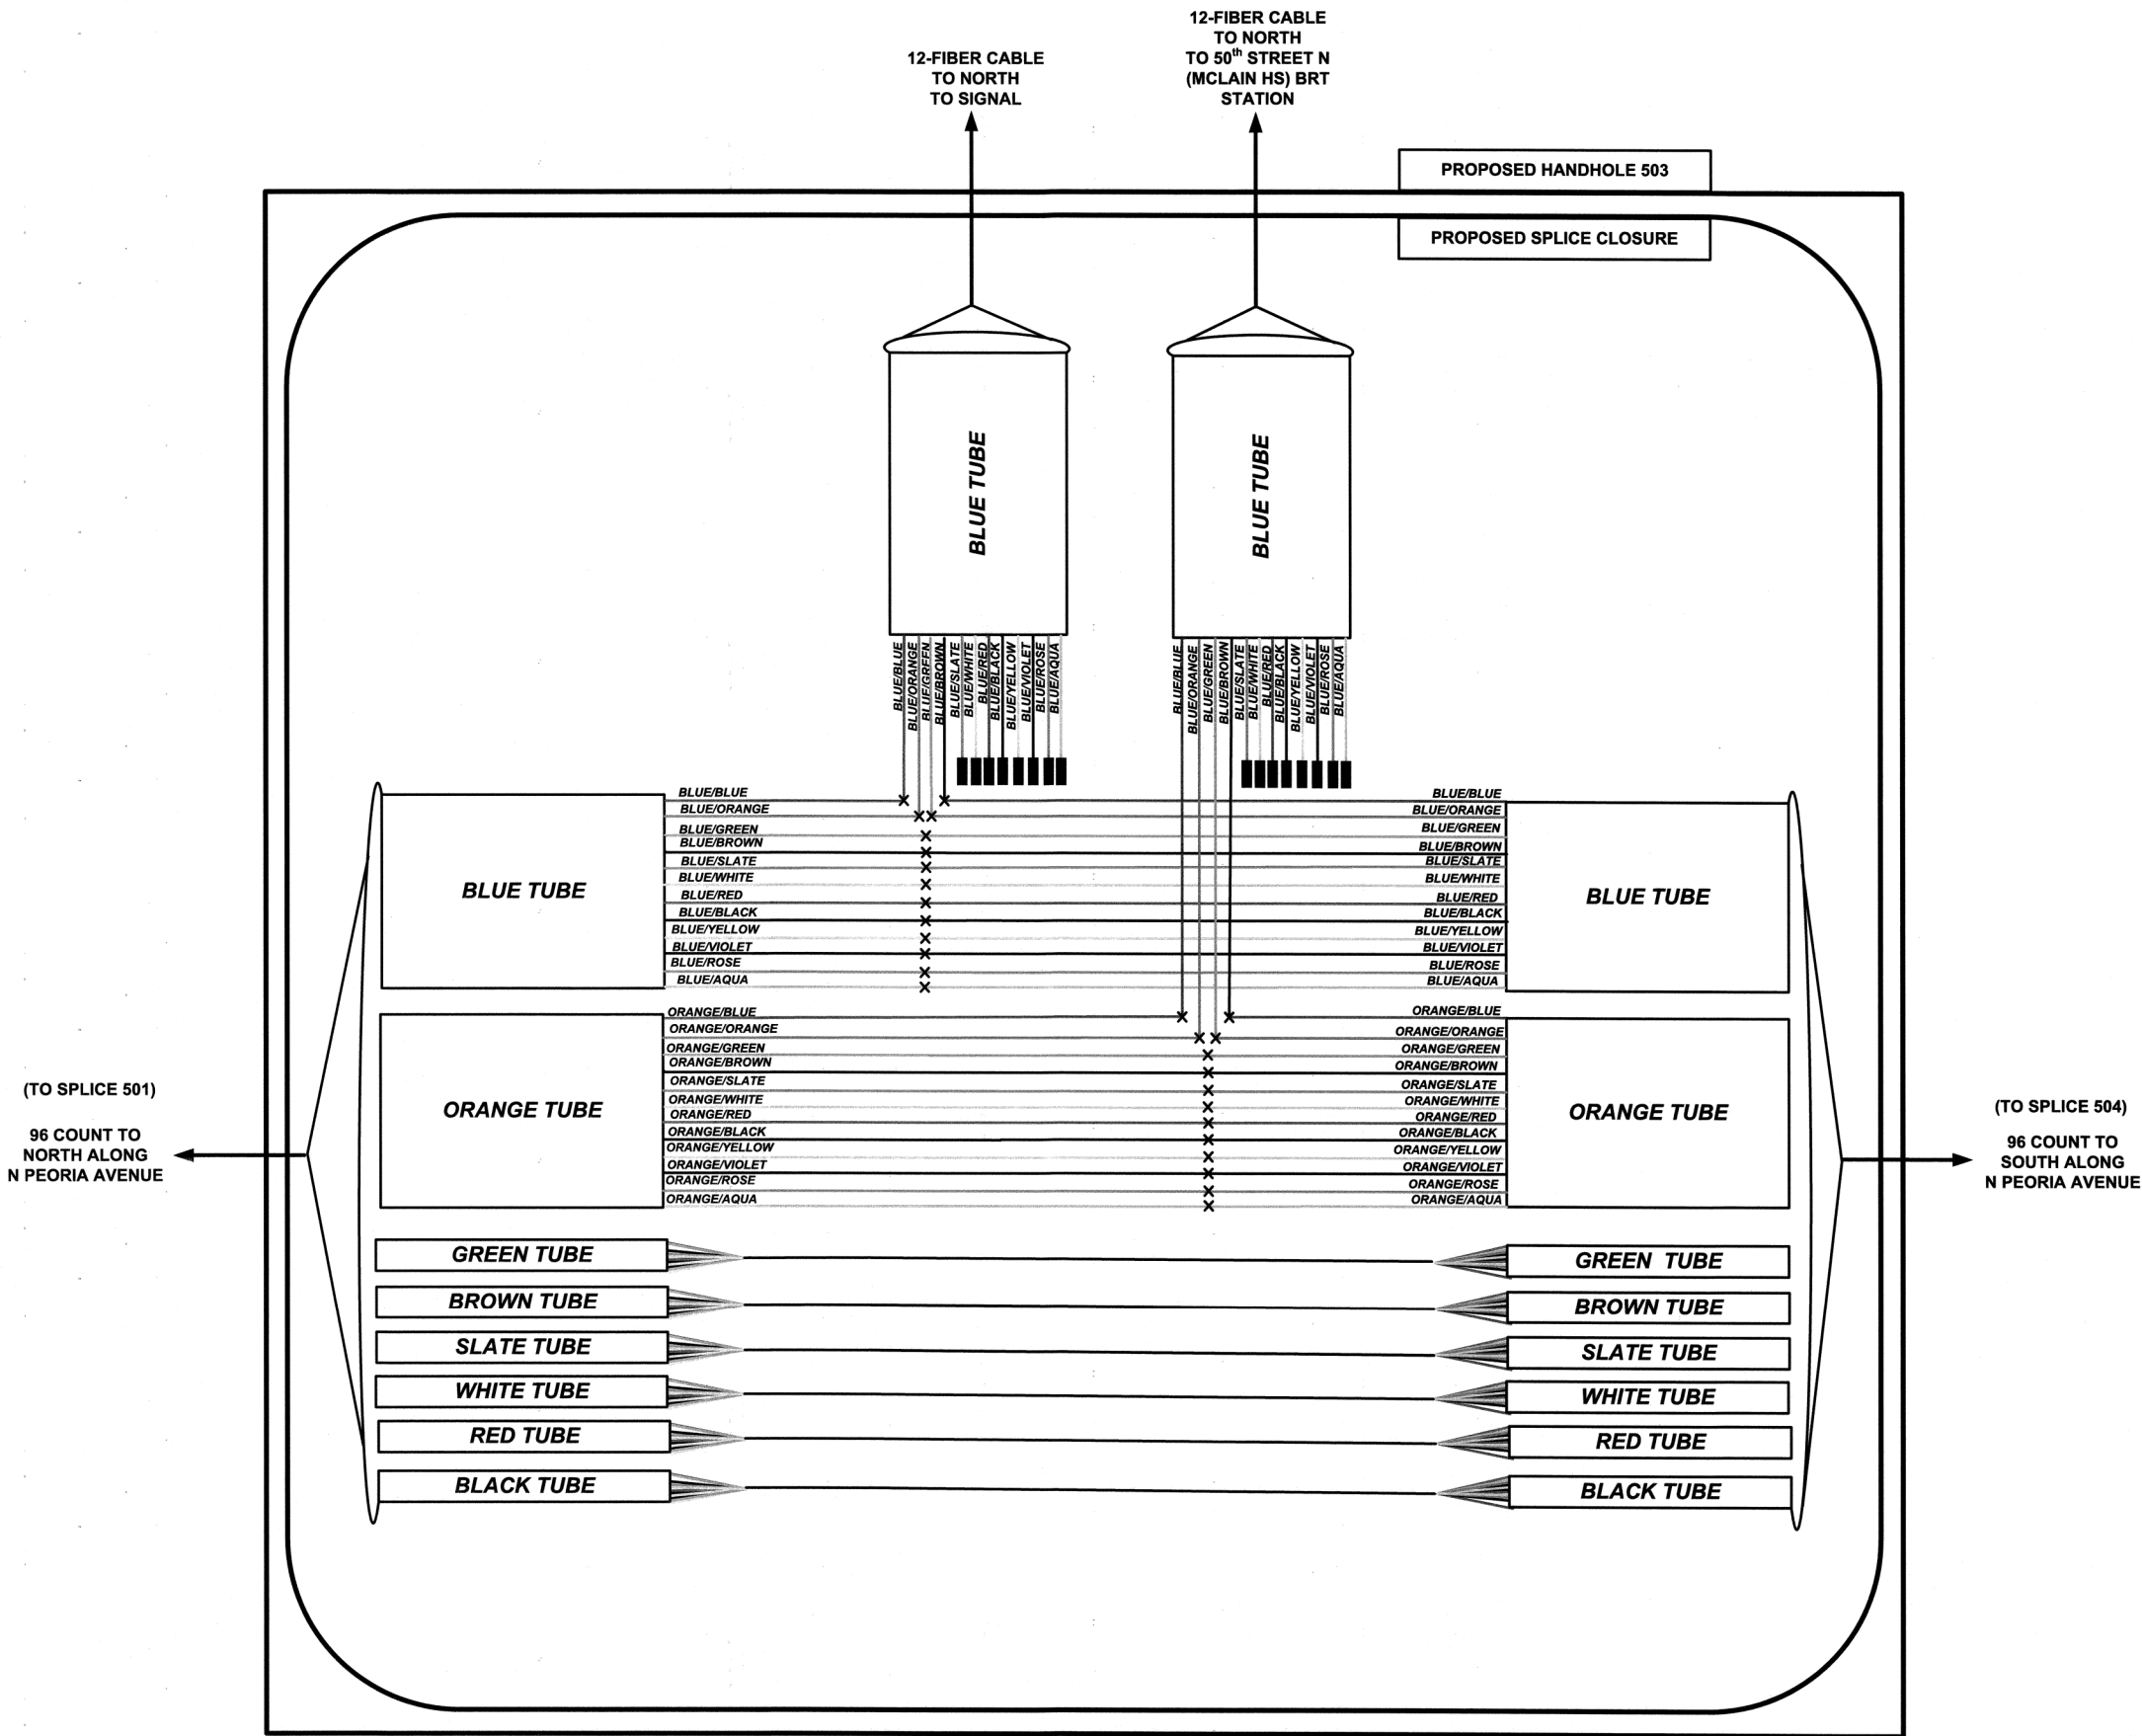 12-FIBER CABLE
TO NORTH
TO SIGNAL
12-FIBER CABLE
TO NORTH
TO 50th STREET N
(MCLAIN HS) BRT
STATION
PROPOSED HANDHOLE 503
PROPOSED SPLICE CLOSURE
BLUE TUBE
BLUE/BLUE
BLUE/ORANGE
BLUE/GREEN
BLUE/BROWN
BLUE/SLATE
BLUE/WHITE
BLUE/RED
BLUE/BLACK
BLUE/YELLOW
BLUE/VIOLET
BLUE/ROSE
BLUE/AQUA
BLUE TUBE
BLUE/BLUE
BLUE/ORANGE
BLUE/GREEN
BLUE/BROWN
BLUE/SLATE
BLUE/WHITE
BLUE/RED
BLUE/BLACK
BLUE/YELLOW
BLUE/VIOLET
BLUE/ROSE
BLUE/AQUA
BLUE TUBE
BLUE/BLUE
BLUE/ORANGE
BLUE/GREEN
BLUE/BROWN
BLUE/SLATE
BLUE/WHITE
BLUE/RED
BLUE/BLACK
BLUE/YELLOW
BLUE/VIOLET
BLUE/ROSE
BLUE/AQUA
BLUE/BLUE
BLUE/ORANGE
BLUE/GREEN
BLUE/BROWN
BLUE/SLATE
BLUE/WHITE
BLUE/RED
BLUE/BLACK
BLUE/YELLOW
BLUE/VIOLET
BLUE/ROSE
BLUE/AQUA
BLUE TUBE
(TO SPLICE 501)
96 COUNT TO
NORTH ALONG
N PEORIA AVENUE
ORANGE TUBE
ORANGE/BLUE
ORANGE/ORANGE
ORANGE/GREEN
ORANGE/BROWN
ORANGE/SLATE
ORANGE/WHITE
ORANGE/RED
ORANGE/BLACK
ORANGE/YELLOW
ORANGE/VIOLET
ORANGE/ROSE
ORANGE/AQUA
ORANGE/BLUE
ORANGE/ORANGE
ORANGE/GREEN
ORANGE/BROWN
ORANGE/SLATE
ORANGE/WHITE
ORANGE/RED
ORANGE/BLACK
ORANGE/YELLOW
ORANGE/VIOLET
ORANGE/ROSE
ORANGE/AQUA
ORANGE TUBE
(TO SPLICE 504)
96 COUNT TO
SOUTH ALONG
N PEORIA AVENUE
GREEN TUBE
GREEN TUBE
BROWN TUBE
BROWN TUBE
SLATE TUBE
SLATE TUBE
WHITE TUBE
WHITE TUBE
RED TUBE
RED TUBE
BLACK TUBE
BLACK TUBE